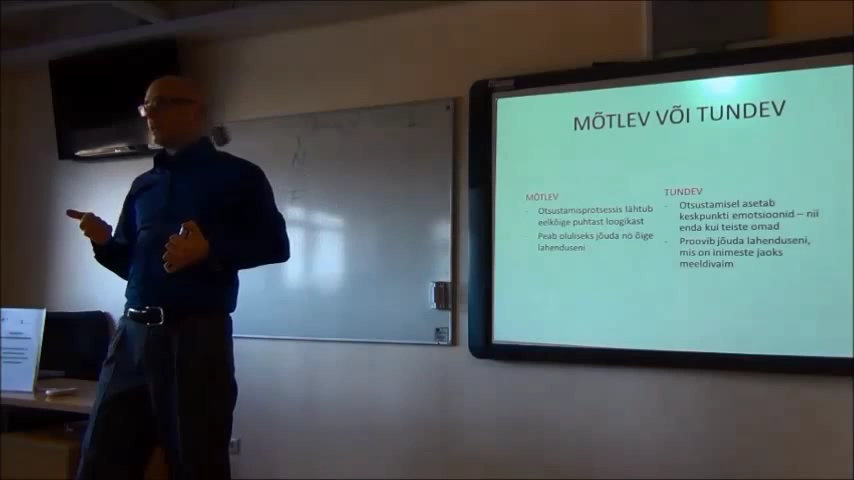 MÕTLEV VÕI TUNDEV
MÕTLEV
- Otsustamisprotsessis lähtub
eelkõige puhtast loogikast
Peab oluliseks jõuda nö õige
lahenduseni
TUNDEV
- Otsustamisel asetab
keskpunkti emotsioonid – nii
enda kui teiste omad
- Proovib jõuda lahenduseni,
mis on inimeste jaoks
meeldivaim